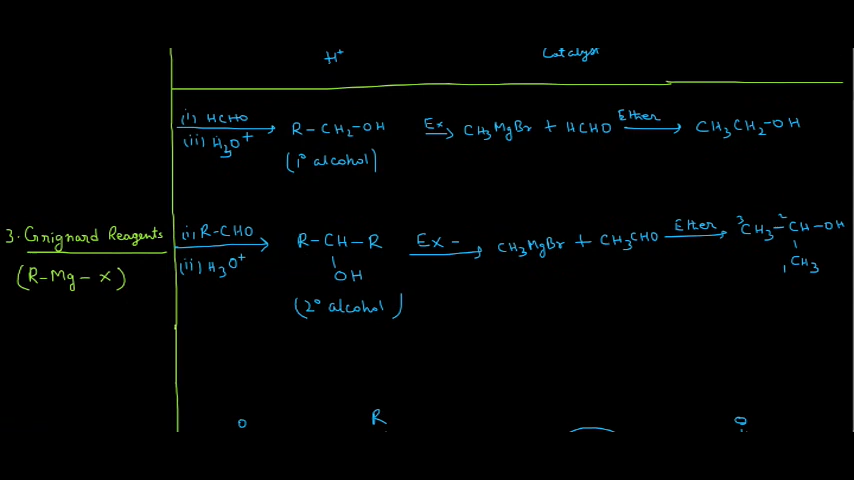 H⁺ Catalyst
(i) HCHO
(iii) H₃O⁺
R-CH₂-OH
(1° alcohol)
Ex CH₃MgBr + HCHO Ether CH₃CH₂-OH
3. Grignard Reagents
(R-Mg-X)
(i) R-CHO
(ii) H₃O⁺
R-CH-R
OH
(2° alcohol)
Ex - CH₃MgBr + CH₃CHO Ether ³CH₃-²CH-OH
₁CH₃
O R O